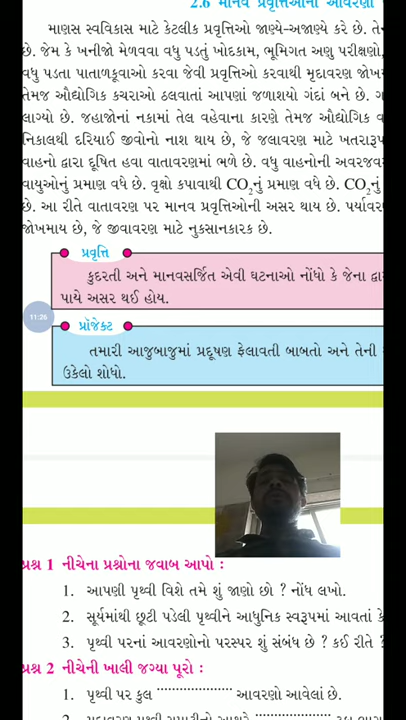 2.6 માનવ પ્રવૃત્તિઓની આવરણો
માણસ સ્વવિકાસ માટે કેટલીક પ્રવૃત્તિઓ જાણ્યે-અજાણ્યે કરે છે. તેન
છે. જેમ કે ખનીજો મેળવવા વધુ પડતું ખોદકામ, ભૂમિગત અણુ પરીક્ષણો,
વધુ પડતા પાતાળકૂવાઓ કરવા જેવી પ્રવૃત્તિઓ કરવાથી મૃદાવરણ જોખ
તેમજ ઔદ્યોગિક કચરાઓ ઠલવાતાં આપણાં જળાશયો ગંદાં બને છે.
લાગ્યો છે. જહાજોનાં નકામાં તેલ વહેવાના કારણે તેમજ ઔદ્યોગિક વ
નિકાલથી દરિયાઈ જીવોનો નાશ થાય છે, જે જલાવરણ માટે ખતરારૂપ
વાહનો દ્વારા દૂષિત હવા વાતાવરણમાં ભળે છે. વધુ વાહનોની અવરજવર
વાયુઓનું પ્રમાણ વધે છે. વૃક્ષો કપાવાથી CO₂નું પ્રમાણ વધે છે. CO₂નું
છે. આ રીતે વાતાવરણ પર માનવ પ્રવૃત્તિઓની અસર થાય છે. પર્યાવર
જોખમાય છે, જે જીવાવરણ માટે નુકસાનકારક છે.
પ્રવૃત્તિ
કુદરતી અને માનવસર્જિત એવી ઘટનાઓ નોંધો કે જેના દ્વા
પાયે અસર થઈ હોય.
11:26
પ્રૉજેક્ટ
તમારી આજુબાજુમાં પ્રદૂષણ ફેલાવતી બાબતો અને તેની
ઉકેલો શોધો.
પ્રશ્ન 1 નીચેના પ્રશ્નોના જવાબ આપો :
1. આપણી પૃથ્વી વિશે તમે શું જાણો છો ? નોંધ લખો.
2. સૂર્યમાંથી છૂટી પડેલી પૃથ્વીને આધુનિક સ્વરૂપમાં આવતાં કે
3. પૃથ્વી પરનાં આવરણોનો પરસ્પર શું સંબંધ છે ? કઈ રીતે ?
પ્રશ્ન 2 નીચેની ખાલી જગ્યા પૂરો :
1. પૃથ્વી પર કુલ .................. આવરણો આવેલાં છે.